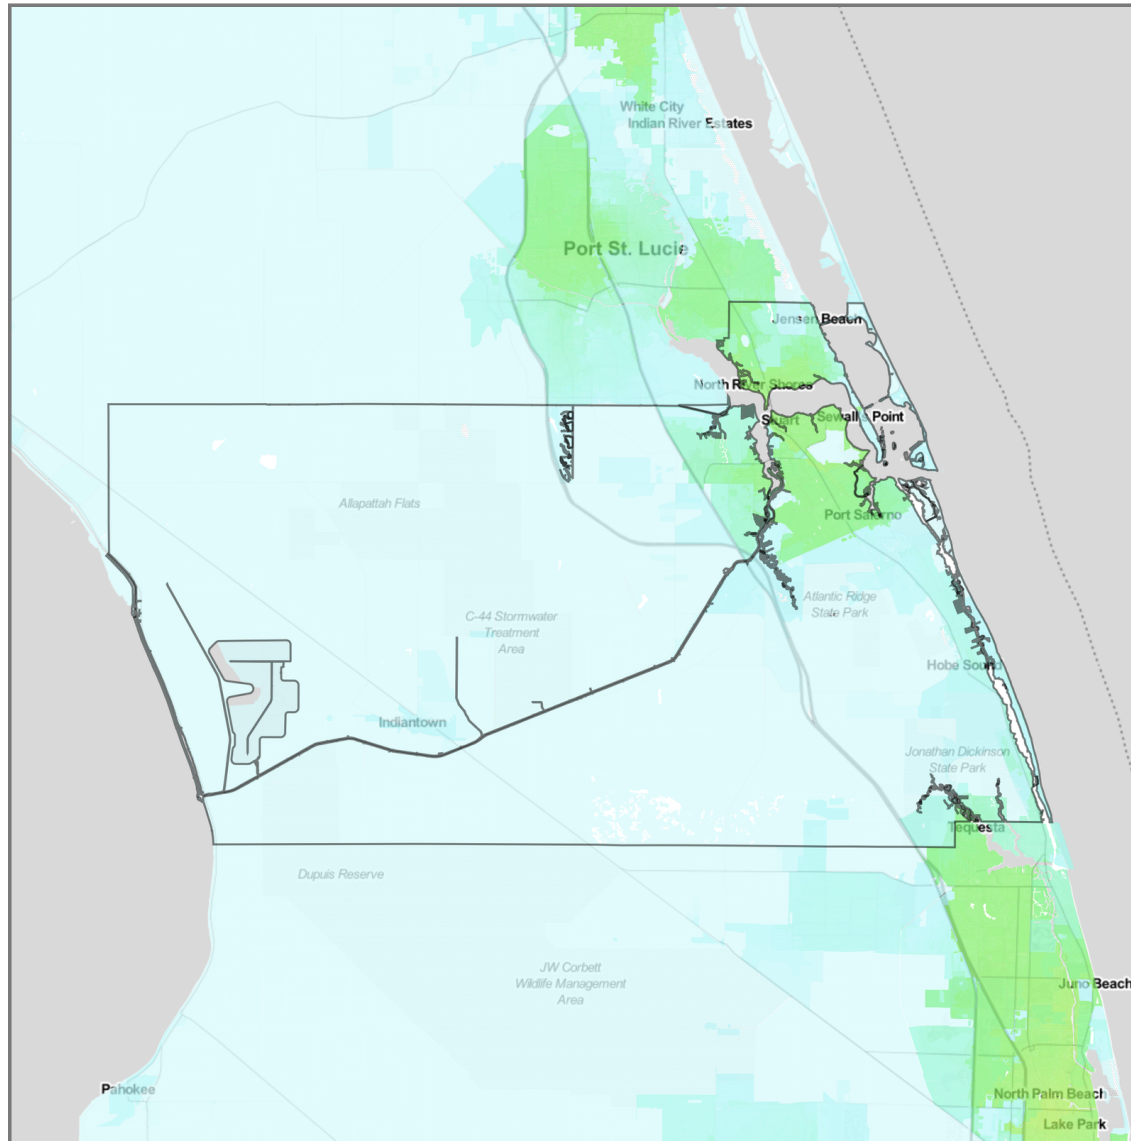 White City
Indian River Estates
Port St. Lucie
Jensen Beach
North River Shores
Stuart
Sewall's Point
Allapattah Flats
Port Salerno
Atlantic Ridge
State Park
C-44 Stormwater
Treatment
Area
Hobe Sound
Indiantown
Jonathan Dickinson
State Park
Tequesta
Dupuis Reserve
JW Corbett
Wildlife Management
Area
Juno Beach
Pahokee
North Palm Beach
Lake Park